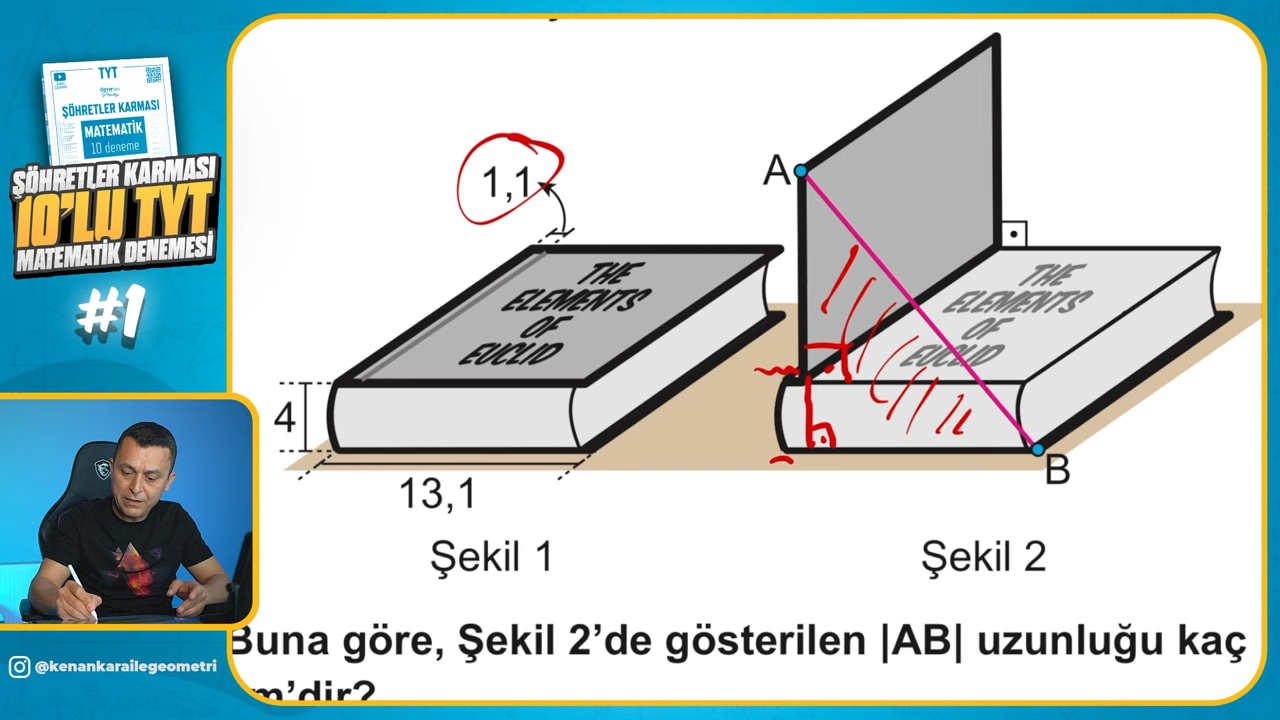 TYT
ŞÖHRETLER KARMASI
MATEMATİK
10 deneme
ŞÖHRETLER KARMASI
10'LU TYT
MATEMATİK DENEMESİ
#1
@kenankarailegeometri
1,1
THE
ELEMENTS
OF
EUCLID
4
13,1
Şekil 1
A
THE
ELEMENTS
OF
EUCLID
B
Şekil 2
Buna göre, Şekil 2'de gösterilen |AB| uzunluğu kaç
m'dir?